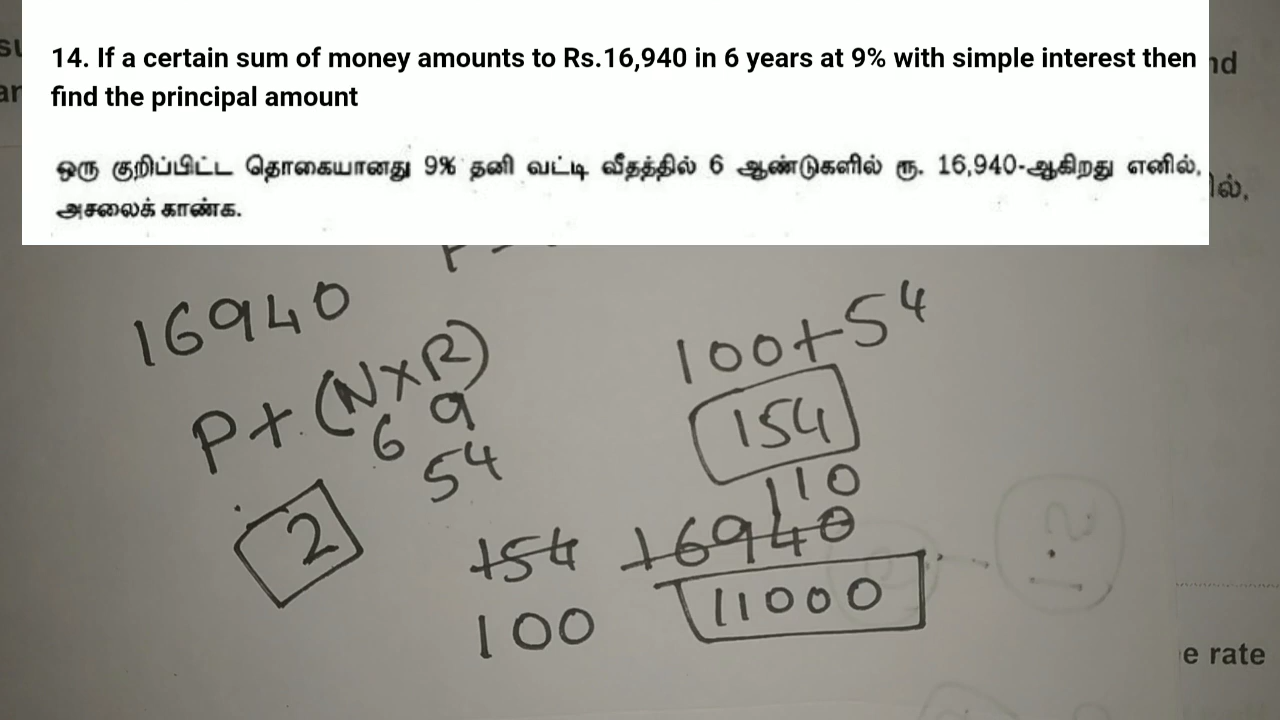 14. If a certain sum of money amounts to Rs.16,940 in 6 years at 9% with simple interest then
find the principal amount
ஒரு குறிப்பிட்ட தொகையானது 9% தனி வட்டி வீதத்தில் 6 ஆண்டுகளில் ரூ. 16,940-ஆகிறது எனில்,
அசலைக் காண்க.
nd
ில்,
16940
P+ (N×R)
6 9
54
2
100+54
154
110
154 16940
100 11000
e rate